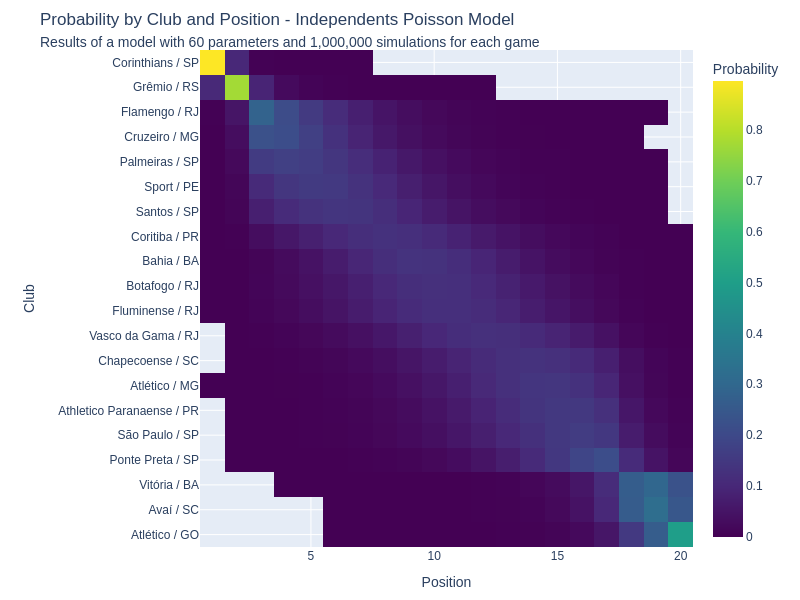 Probability by Club and Position - Independents Poisson Model
Results of a model with 60 parameters and 1,000,000 simulations for each game
Probability
Corinthians / SP
Grêmio / RS
Flamengo / RJ
Cruzeiro / MG
Palmeiras / SP
Sport / PE
Santos / SP
Coritiba / PR
Bahia / BA
Botafogo / RJ
Fluminense / RJ
Vasco da Gama / RJ
Chapecoense / SC
Atlético / MG
Athletico Paranaense / PR
São Paulo / SP
Ponte Preta / SP
Vitória / BA
Avaí / SC
Atlético / GO
Club
5
10
15
20
Position
0.8
0.7
0.6
0.5
0.4
0.3
0.2
0.1
0